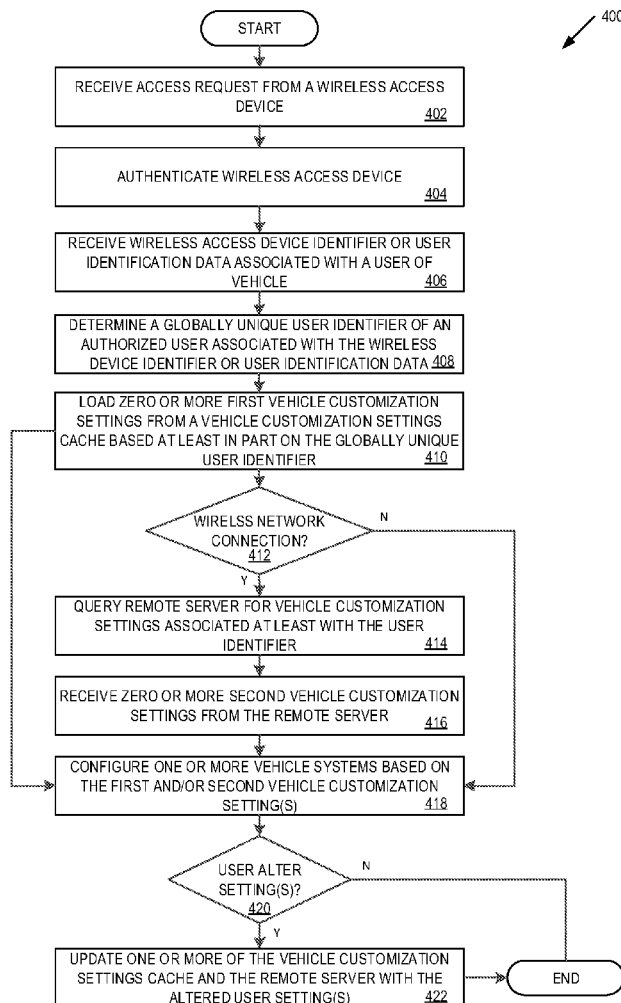 400
START
RECEIVE ACCESS REQUEST FROM A WIRELESS ACCESS
DEVICE
402
AUTHENTICATE WIRELESS ACCESS DEVICE
404
RECEIVE WIRELESS ACCESS DEVICE IDENTIFIER OR USER
IDENTIFICATION DATA ASSOCIATED WITH A USER OF
VEHICLE
406
DETERMINE A GLOBALLY UNIQUE USER IDENTIFIER OF AN
AUTHORIZED USER ASSOCIATED WITH THE WIRELESS
DEVICE IDENTIFIER OR USER IDENTIFICATION DATA 408
LOAD ZERO OR MORE FIRST VEHICLE CUSTOMIZATION
SETTINGS FROM A VEHICLE CUSTOMIZATION SETTINGS
CACHE BASED AT LEAST IN PART ON THE GLOBALLY UNIQUE
USER IDENTIFIER 410
WIRELSS NETWORK
CONNECTION?
412
N
Y
QUERY REMOTE SERVER FOR VEHICLE CUSTOMIZATION
SETTINGS ASSOCIATED AT LEAST WITH THE USER
IDENTIFIER 414
RECEIVE ZERO OR MORE SECOND VEHICLE CUSTOMIZATION
SETTINGS FROM THE REMOTE SERVER
416
CONFIGURE ONE OR MORE VEHICLE SYSTEMS BASED ON
THE FIRST AND/OR SECOND VEHICLE CUSTOMIZATION
SETTING(S) 418
USER ALTER
SETTING(S)?
420
N
Y
UPDATE ONE OR MORE OF THE VEHICLE CUSTOMIZATION
SETTINGS CACHE AND THE REMOTE SERVER WITH THE
ALTERED USER SETTING(S) 422
END